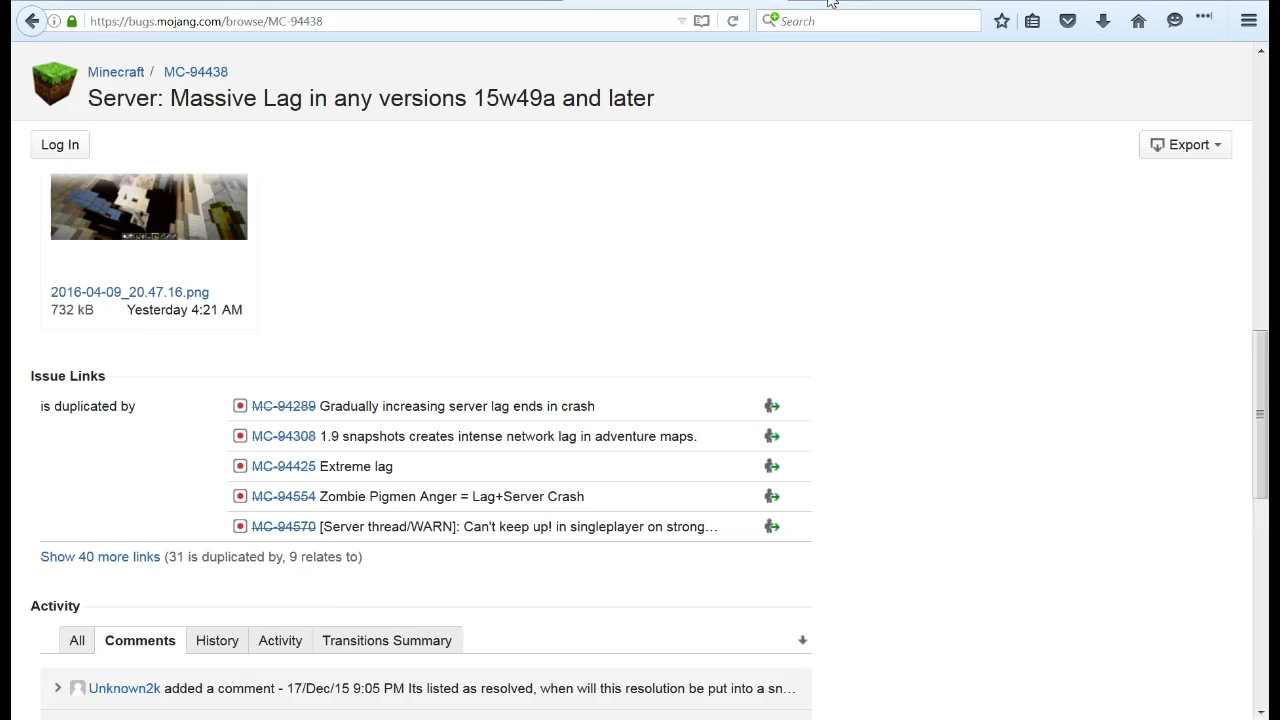 https://bugs.mojang.com/browse/MC-94438
Search
Minecraft / MC-94438
Server: Massive Lag in any versions 15w49a and later
Log In
Export
2016-04-09_20.47.16.png
732 kB Yesterday 4:21 AM
Issue Links
is duplicated by
MC-94289 Gradually increasing server lag ends in crash
MC-94308 1.9 snapshots creates intense network lag in adventure maps.
MC-94425 Extreme lag
MC-94554 Zombie Pigmen Anger = Lag+Server Crash
MC-94570 [Server thread/WARN]: Can't keep up! in singleplayer on strong…
Show 40 more links (31 is duplicated by, 9 relates to)
Activity
All Comments History Activity Transitions Summary
Unknown2k added a comment - 17/Dec/15 9:05 PM Its listed as resolved, when will this resolution be put into a sn…